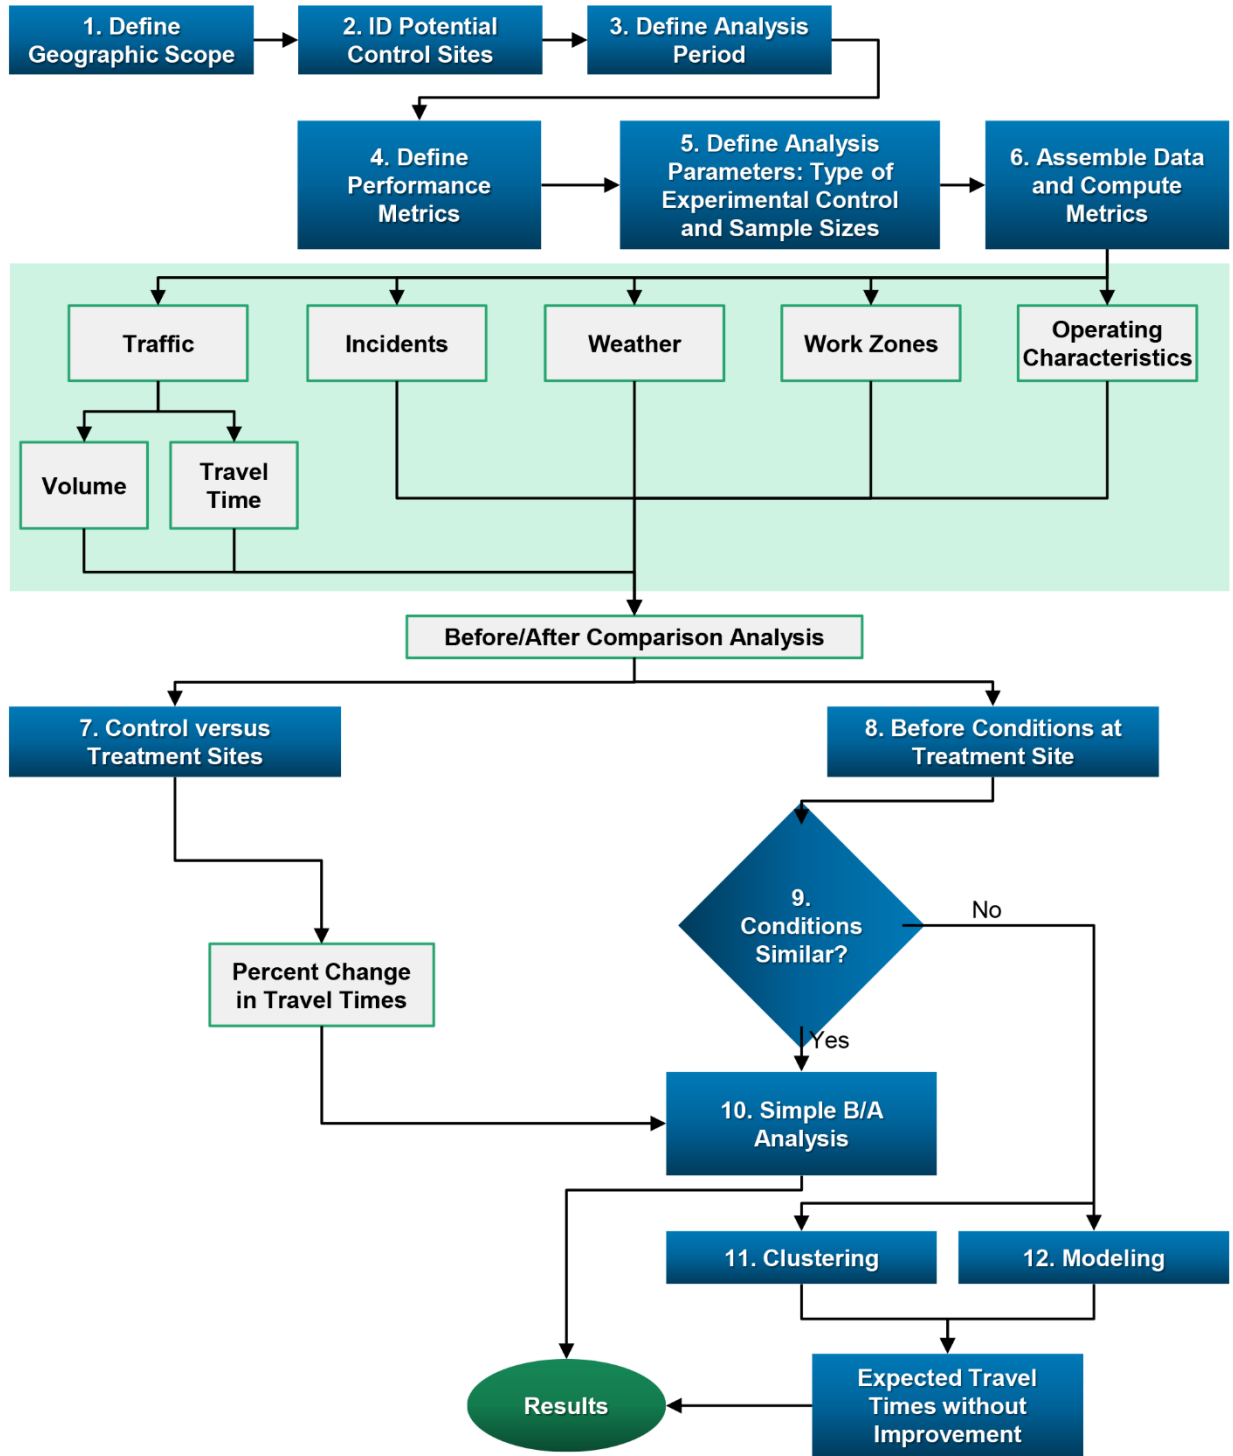 1. Define
Geographic Scope
2. ID Potential
Control Sites
3. Define Analysis
Period
4. Define
Performance
Metrics
5. Define Analysis
Parameters: Type of
Experimental Control
and Sample Sizes
6. Assemble Data
and Compute
Metrics
Traffic
Incidents
Weather
Work Zones
Operating
Characteristics
Volume
Travel
Time
Before/After Comparison Analysis
7. Control versus
Treatment Sites
8. Before Conditions at
Treatment Site
9.
Conditions
Similar?
No
Percent Change
in Travel Times
Yes
10. Simple B/A
Analysis
11. Clustering
12. Modeling
Expected Travel
Times without
Improvement
Results